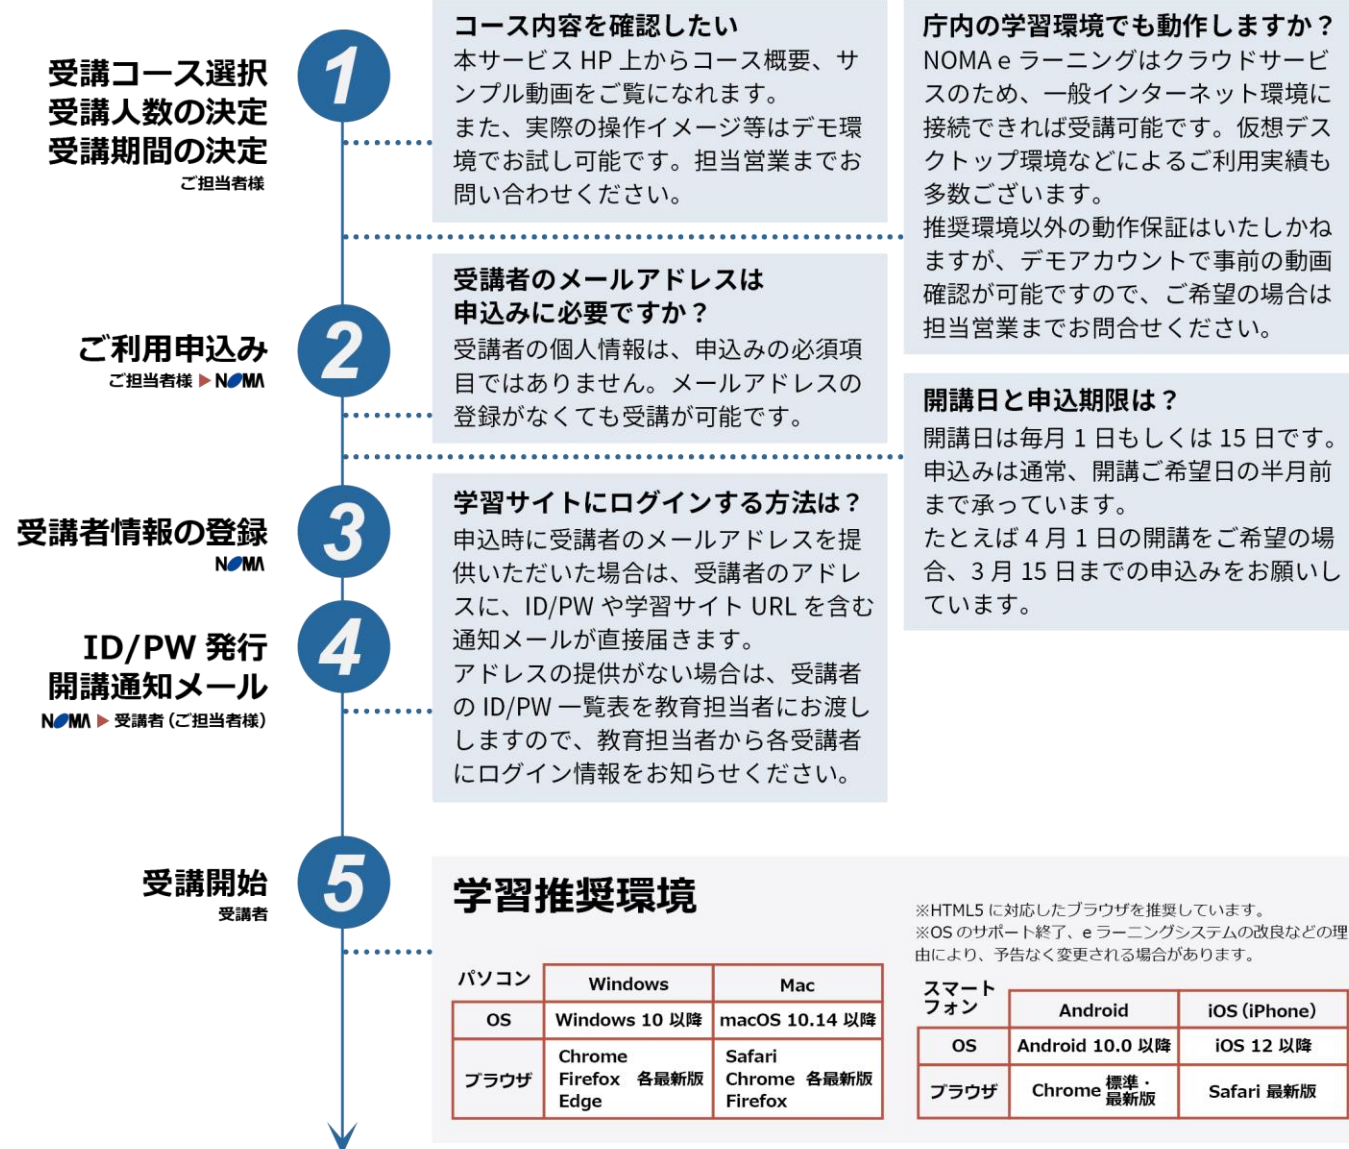 受講コース選択
受講人数の決定
受講期間の決定
ご担当者様
1
コース内容を確認したい
本サービス HP 上からコース概要、サ
ンプル動画をご覧になれます。
また、実際の操作イメージ等はデモ環
境でお試し可能です。担当営業までお
問い合わせください。
庁内の学習環境でも動作しますか？
NOMA e ラーニングはクラウドサービ
スのため、一般インターネット環境に
接続できれば受講可能です。仮想デス
クトップ環境などによるご利用実績も
多数ございます。
推奨環境以外の動作保証はいたしかね
ますが、デモアカウントで事前の動画
確認が可能ですので、ご希望の場合は
担当営業までお問合せください。
ご利用申込み
ご担当者様 ▶ NOMA
2
受講者のメールアドレスは
申込みに必要ですか？
受講者の個人情報は、申込みの必須項
目ではありません。メールアドレスの
登録がなくても受講が可能です。
開講日と申込期限は？
開講日は毎月 1 日もしくは 15 日です。
申込みは通常、開講ご希望日の半月前
まで承っています。
たとえば 4 月 1 日の開講をご希望の場
合、3 月 15 日までの申込みをお願いし
ています。
受講者情報の登録
NOMA
3
学習サイトにログインする方法は？
申込時に受講者のメールアドレスを提
供いただいた場合は、受講者のアドレ
スに、ID/PW や学習サイト URL を含む
通知メールが直接届きます。
アドレスの提供がない場合は、受講者
の ID/PW 一覧表を教育担当者にお渡し
しますので、教育担当者から各受講者
にログイン情報をお知らせください。
ID/PW 発行
開講通知メール
NOMA ▶ 受講者（ご担当者様）
4
受講開始
受講者
5
学習推奨環境
※HTML5 に対応したブラウザを推奨しています。
※OS のサポート終了、e ラーニングシステムの改良などの理
由により、予告なく変更される場合があります。
パソコン Windows Mac
OS Windows 10 以降 macOS 10.14 以降
ブラウザ
Chrome
Firefox 各最新版
Edge
Safari
Chrome 各最新版
Firefox
スマート
フォン
Android iOS（iPhone）
OS Android 10.0 以降 iOS 12 以降
ブラウザ Chrome 標準・
最新版
Safari 最新版